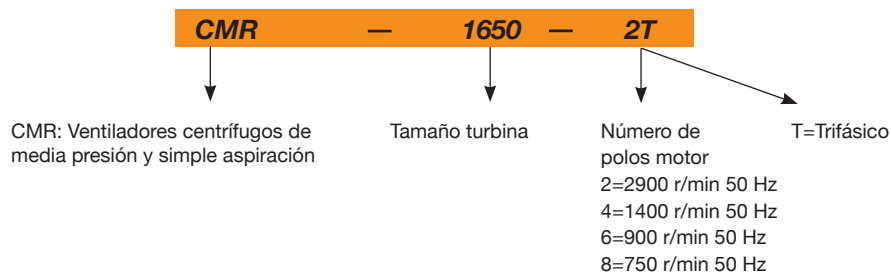 CMR — 1650 — 2T
CMR: Ventiladores centrífugos de
media presión y simple aspiración
Tamaño turbina
Número de
polos motor
2=2900 r/min 50 Hz
4=1400 r/min 50 Hz
6=900 r/min 50 Hz
8=750 r/min 50 Hz
T=Trifásico